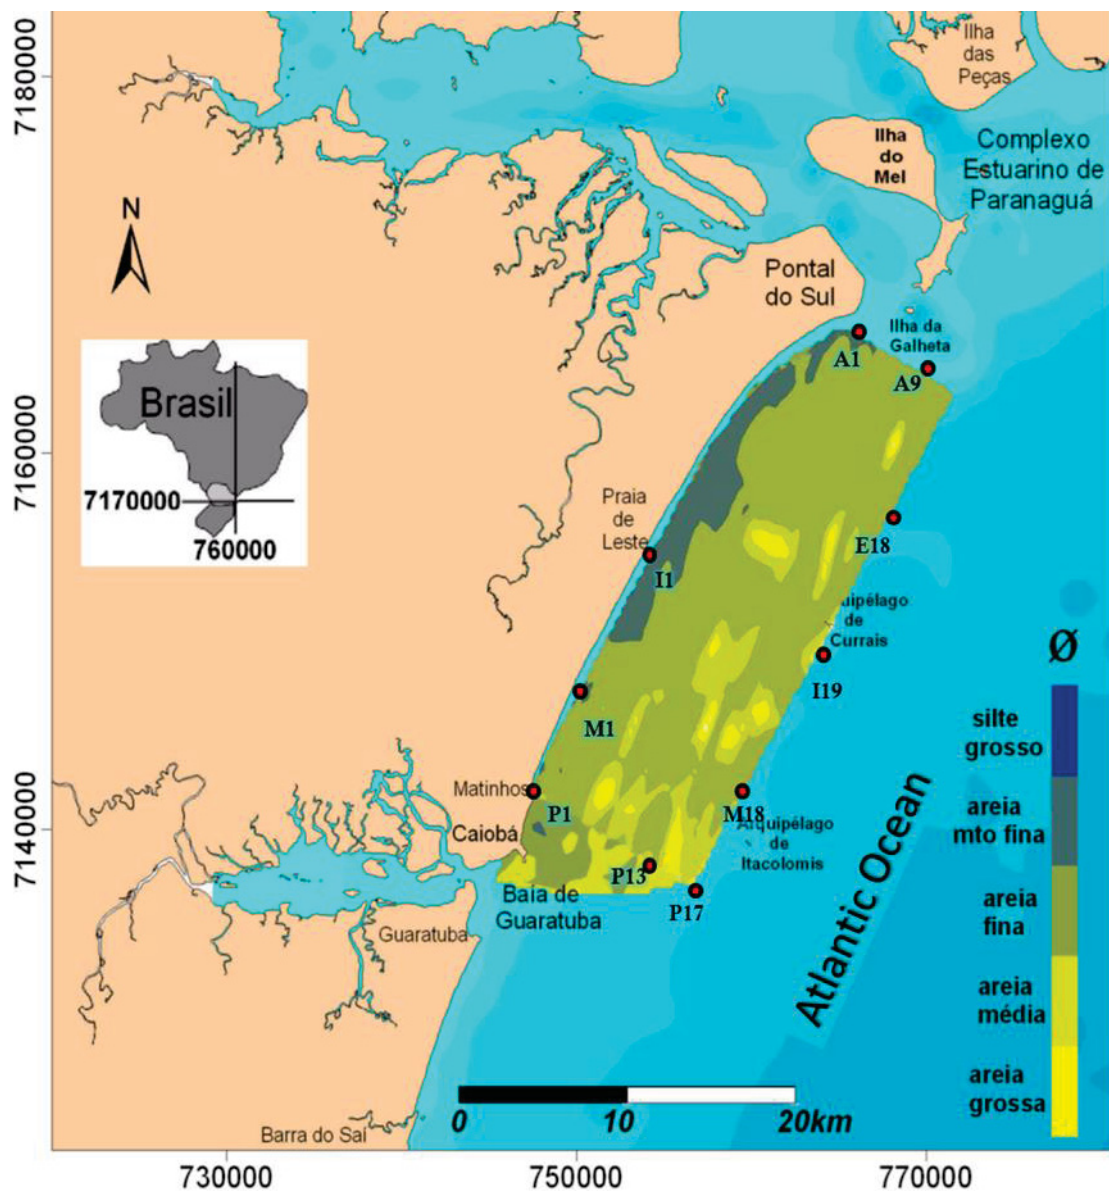 7180000
7160000
7140000
730000
750000
770000
N
Brasil
7170000
760000
Ilha
das
Peças
Ilha
do
Mel
Complexo
Estuarino de
Paranaguá
Pontal
do Sul
Ilha da
Galheta
A1
A9
Praia
de
Leste
I1
E18
uipélago
de
Currais
I19
M1
Matinhos
P1
Caiobá
M18
Arquipélago
de
Itacolomis
P13
P17
Baía de
Guaratuba
Guaratuba
Barra do Sal
Atlantic Ocean
0 10 20km
Ø
silte
grosso
areia
mto fina
areia
fina
areia
média
areia
grossa